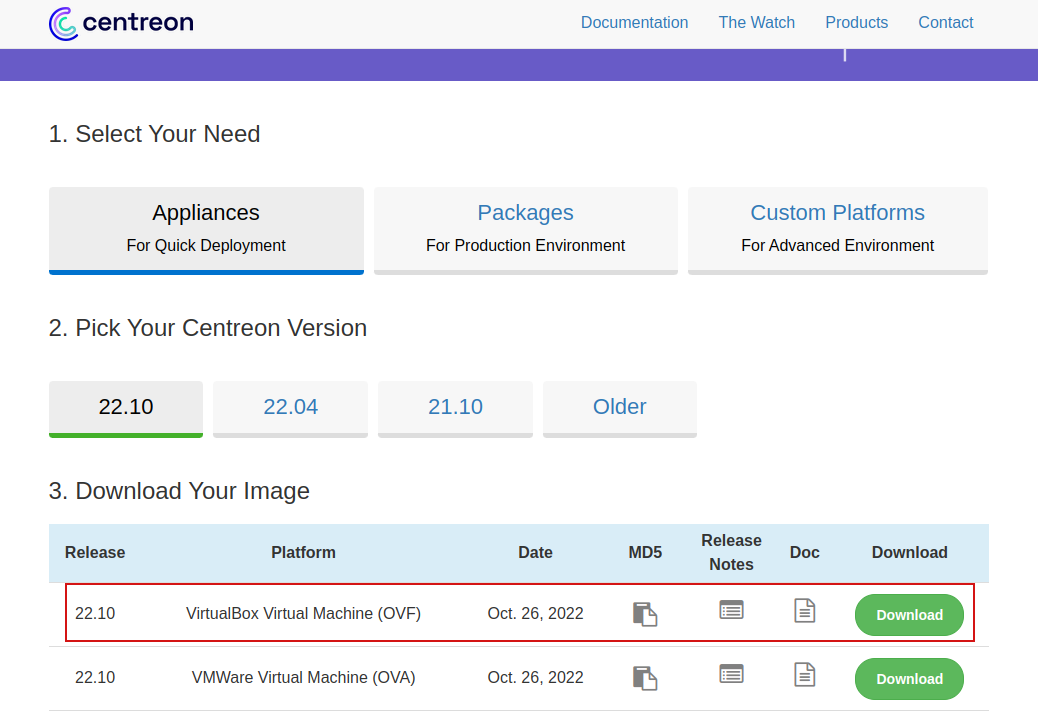 centreon
Documentation The Watch Products Contact
1. Select Your Need
Appliances Packages Custom Platforms
For Quick Deployment For Production Environment For Advanced Environment
2. Pick Your Centreon Version
22.10 22.04 21.10 Older
3. Download Your Image
Release Platform Date MD5 Release Notes Doc Download
22.10 VirtualBox Virtual Machine (OVF) Oct. 26, 2022 Download
22.10 VMWare Virtual Machine (OVA) Oct. 26, 2022 Download